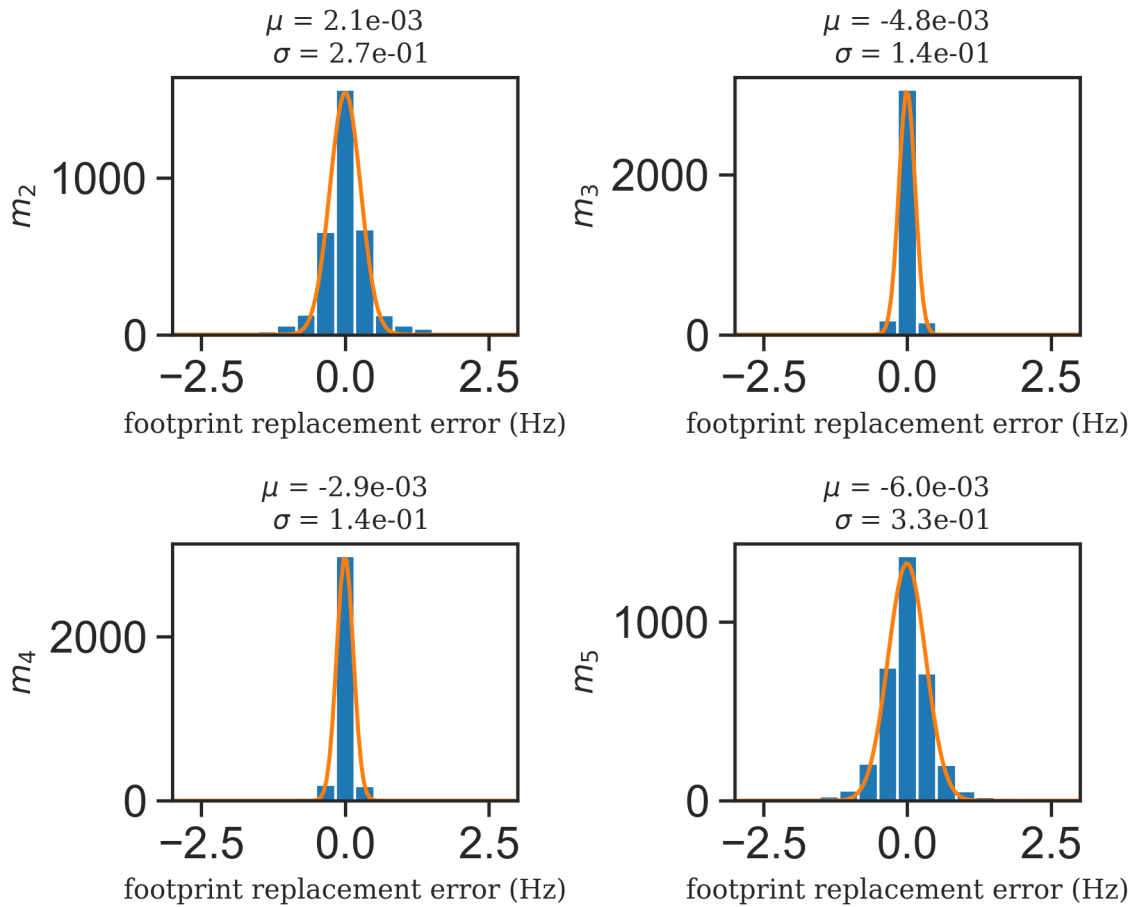 μ = 2.1e-03
σ = 2.7e-01
m₂
1000
0
−2.5 0.0 2.5
footprint replacement error (Hz)
μ = -4.8e-03
σ = 1.4e-01
m₃
2000
0
−2.5 0.0 2.5
footprint replacement error (Hz)
μ = -2.9e-03
σ = 1.4e-01
m₄
2000
0
−2.5 0.0 2.5
footprint replacement error (Hz)
μ = -6.0e-03
σ = 3.3e-01
m₅
1000
0
−2.5 0.0 2.5
footprint replacement error (Hz)